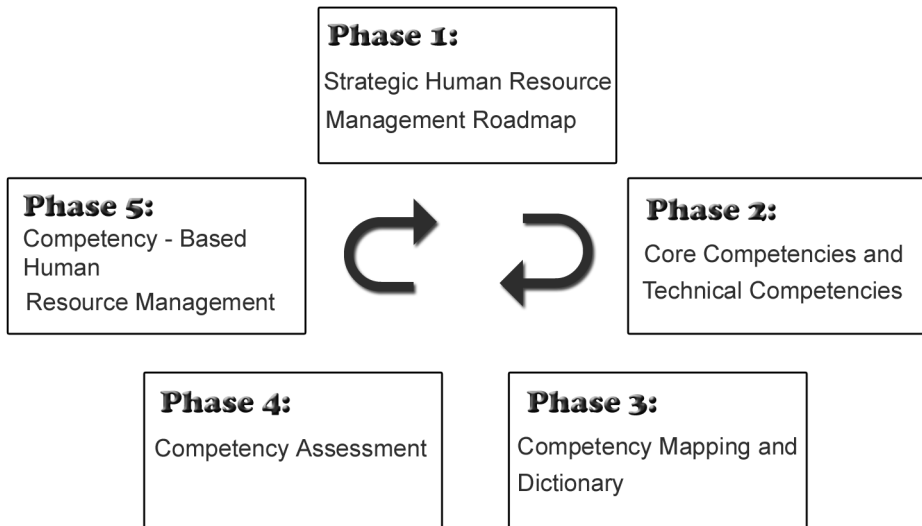 Phase 1:
Strategic Human Resource
Management Roadmap
Phase 5:
Competency - Based
Human
Resource Management
Phase 2:
Core Competencies and
Technical Competencies
Phase 4:
Competency Assessment
Phase 3:
Competency Mapping and
Dictionary